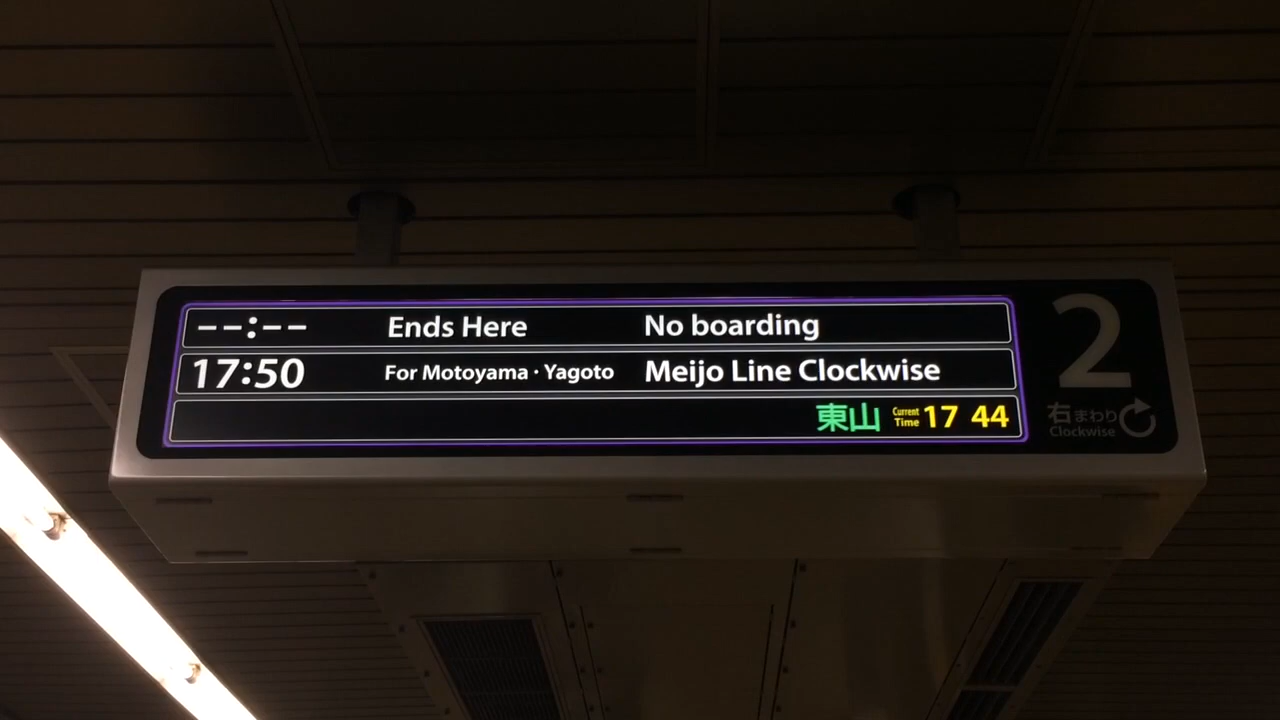 --:-- Ends Here No boarding
17:50 For Motoyama · Yagoto Meijo Line Clockwise
東山 Current Time 17 44
2
右まわり
Clockwise